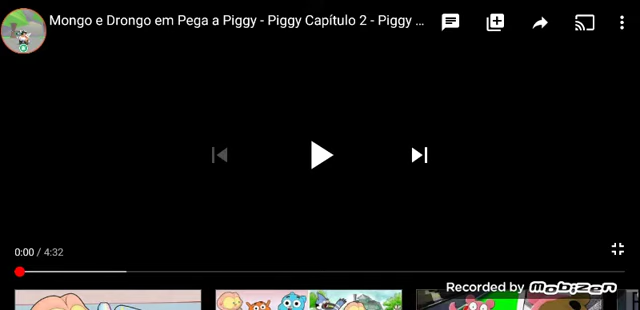 Mongo e Drongo em Pega a Piggy - Piggy Capítulo 2 - Piggy ...
0:00 / 4:32
Recorded by Mobizen